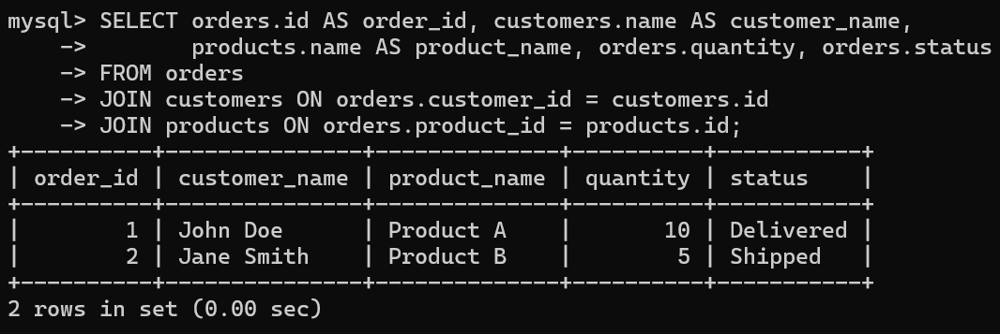 mysql> SELECT orders.id AS order_id, customers.name AS customer_name,
    ->        products.name AS product_name, orders.quantity, orders.status
    -> FROM orders
    -> JOIN customers ON orders.customer_id = customers.id
    -> JOIN products ON orders.product_id = products.id;
+----------+---------------+--------------+----------+-----------+
| order_id | customer_name | product_name | quantity | status    |
+----------+---------------+--------------+----------+-----------+
|        1 | John Doe      | Product A    |       10 | Delivered |
|        2 | Jane Smith    | Product B    |        5 | Shipped   |
+----------+---------------+--------------+----------+-----------+
2 rows in set (0.00 sec)